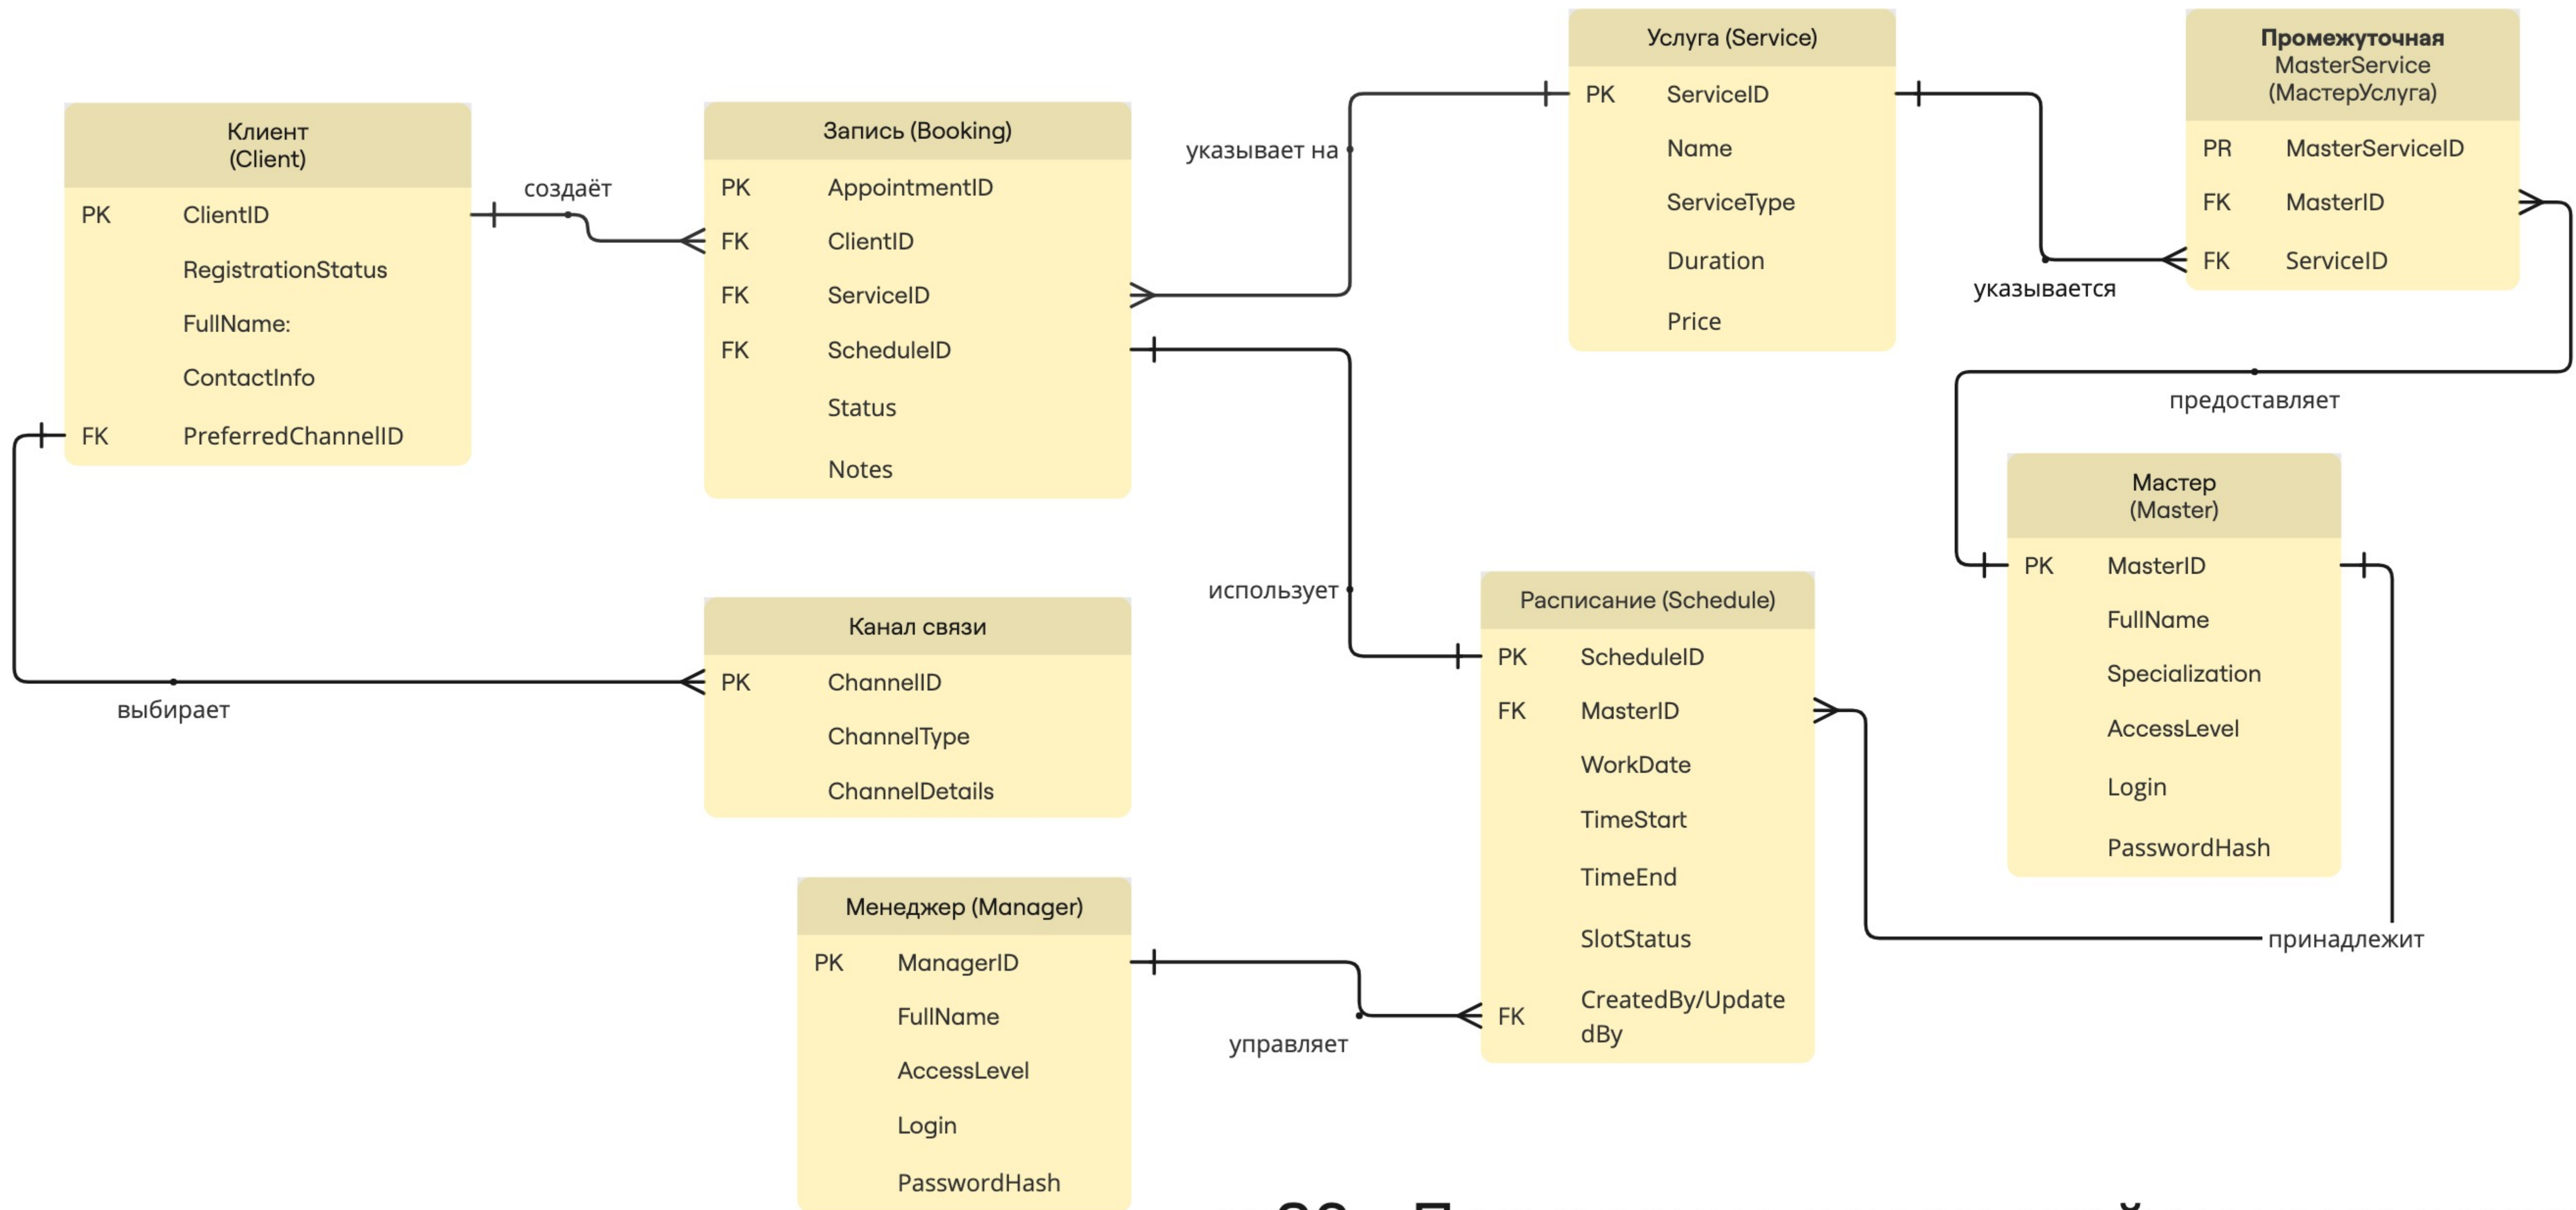 Клиент
(Client)
PK ClientID
RegistrationStatus
FullName:
ContactInfo
FK PreferredChannelID
создаёт
Запись (Booking)
PK AppointmentID
FK ClientID
FK ServiceID
FK ScheduleID
Status
Notes
указывает на
Услуга (Service)
PK ServiceID
Name
ServiceType
Duration
Price
указывается
Промежуточная
MasterService
(МастерУслуга)
PR MasterServiceID
FK MasterID
FK ServiceID
предоставляет
Мастер
(Master)
PK MasterID
FullName
Specialization
AccessLevel
Login
PasswordHash
принадлежит
использует
Расписание (Schedule)
PK ScheduleID
FK MasterID
WorkDate
TimeStart
TimeEnd
SlotStatus
FK CreatedBy/Update
dBy
выбирает
Канал связи
PK ChannelID
ChannelType
ChannelDetails
Менеджер (Manager)
PK ManagerID
FullName
AccessLevel
Login
PasswordHash
управляет